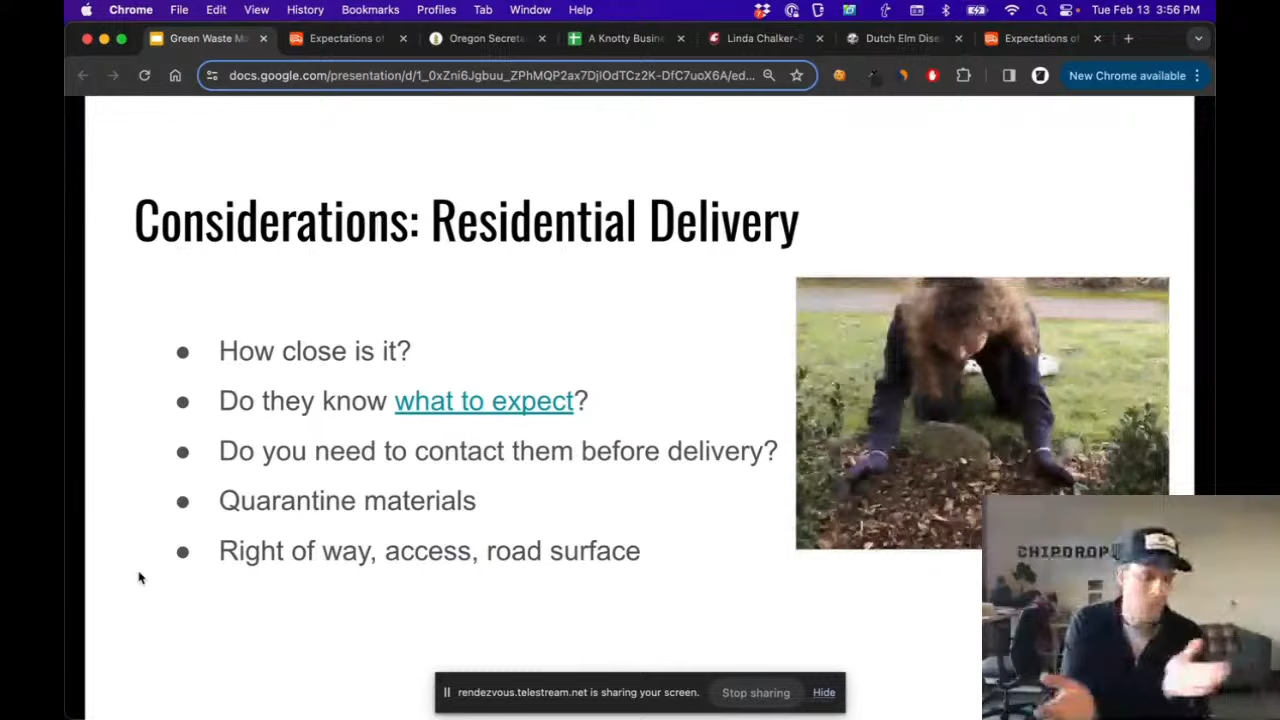 Chrome File Edit View History Bookmarks Profiles Tab Window Help Tue Feb 13 3:56 PM
Green Waste Ma Expectations of Oregon Secreta A Knotty Busine Linda Chalker-S Dutch Elm Dise Expectations of
docs.google.com/presentation/d/1_0xZni6Jgbuu_ZPhMQP2ax7DjIOdTCz2K-DfC7uoX6A/ed... New Chrome available
Considerations: Residential Delivery
● How close is it?
● Do they know what to expect?
● Do you need to contact them before delivery?
● Quarantine materials
● Right of way, access, road surface
CHIPDROP
rendezvous.telestream.net is sharing your screen. Stop sharing Hide